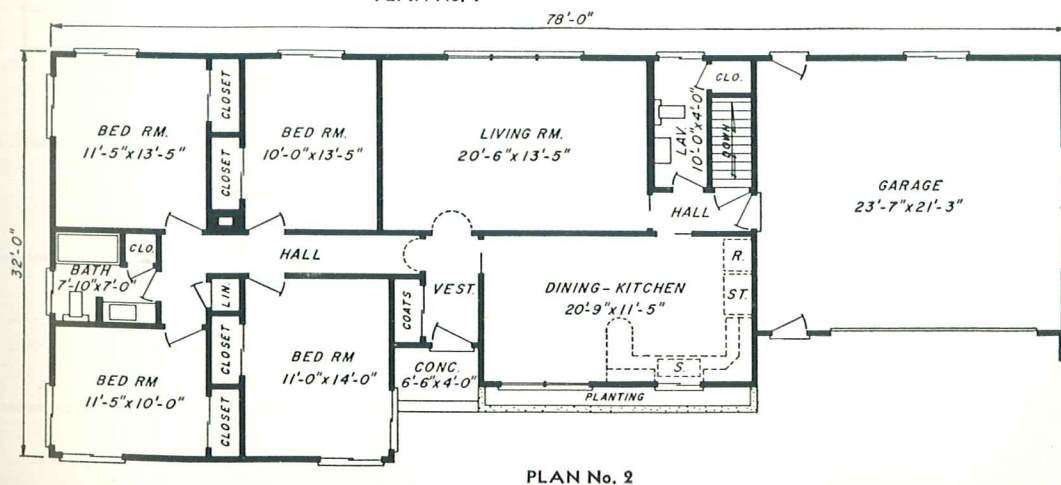 78'-0"
32'-0"
BED RM.
11'-5"x13'-5"
CLOSET
CLOSET
BED RM.
10'-0"x13'-5"
LIVING RM.
20'-6"x13'-5"
LAV.
10'-0"x4'-0"
CLO.
DOWN
HALL
GARAGE
23'-7"x21'-3"
HALL
CLO.
BATH
7'-10"x7'-0"
LIN.
COATS
VEST.
DINING-KITCHEN
20'-9"x11'-5"
R.
ST.
S.
BED RM
11'-5"x10'-0"
CLOSET
CLOSET
BED RM
11'-0"x14'-0"
CONC.
6'-6"x4'-0"
PLANTING
PLAN No. 2